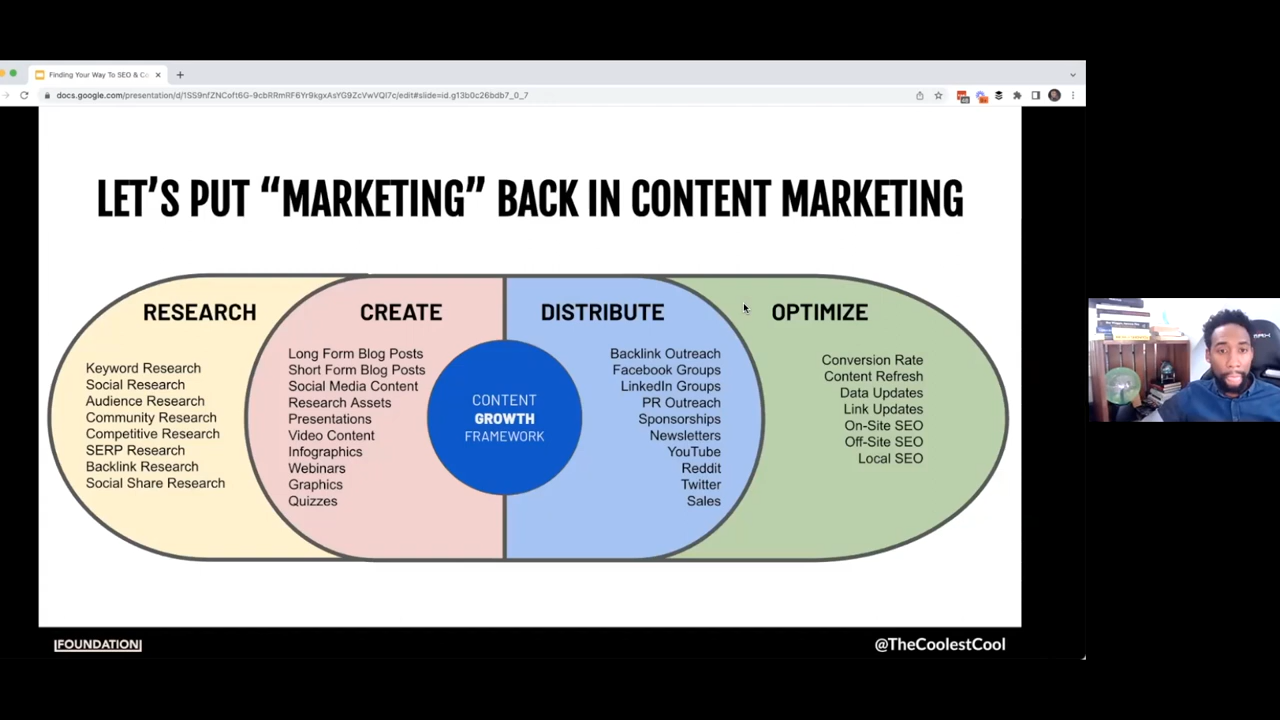 Finding Your Way To SEO & Co
docs.google.com/presentation/d/1SS9nfZNCoft6G-9cbRRmRF6Yr9kgxAsYG9ZcVwVQI7c/edit#slide=id.g13b0c26bdb7_0_7
LET'S PUT “MARKETING” BACK IN CONTENT MARKETING
RESEARCH
Keyword Research
Social Research
Audience Research
Community Research
Competitive Research
SERP Research
Backlink Research
Social Share Research
CREATE
Long Form Blog Posts
Short Form Blog Posts
Social Media Content
Research Assets
Presentations
Video Content
Infographics
Webinars
Graphics
Quizzes
CONTENT
GROWTH
FRAMEWORK
DISTRIBUTE
Backlink Outreach
Facebook Groups
LinkedIn Groups
PR Outreach
Sponsorships
Newsletters
YouTube
Reddit
Twitter
Sales
OPTIMIZE
Conversion Rate
Content Refresh
Data Updates
Link Updates
On-Site SEO
Off-Site SEO
Local SEO
|FOUNDATION|
@TheCoolestCool